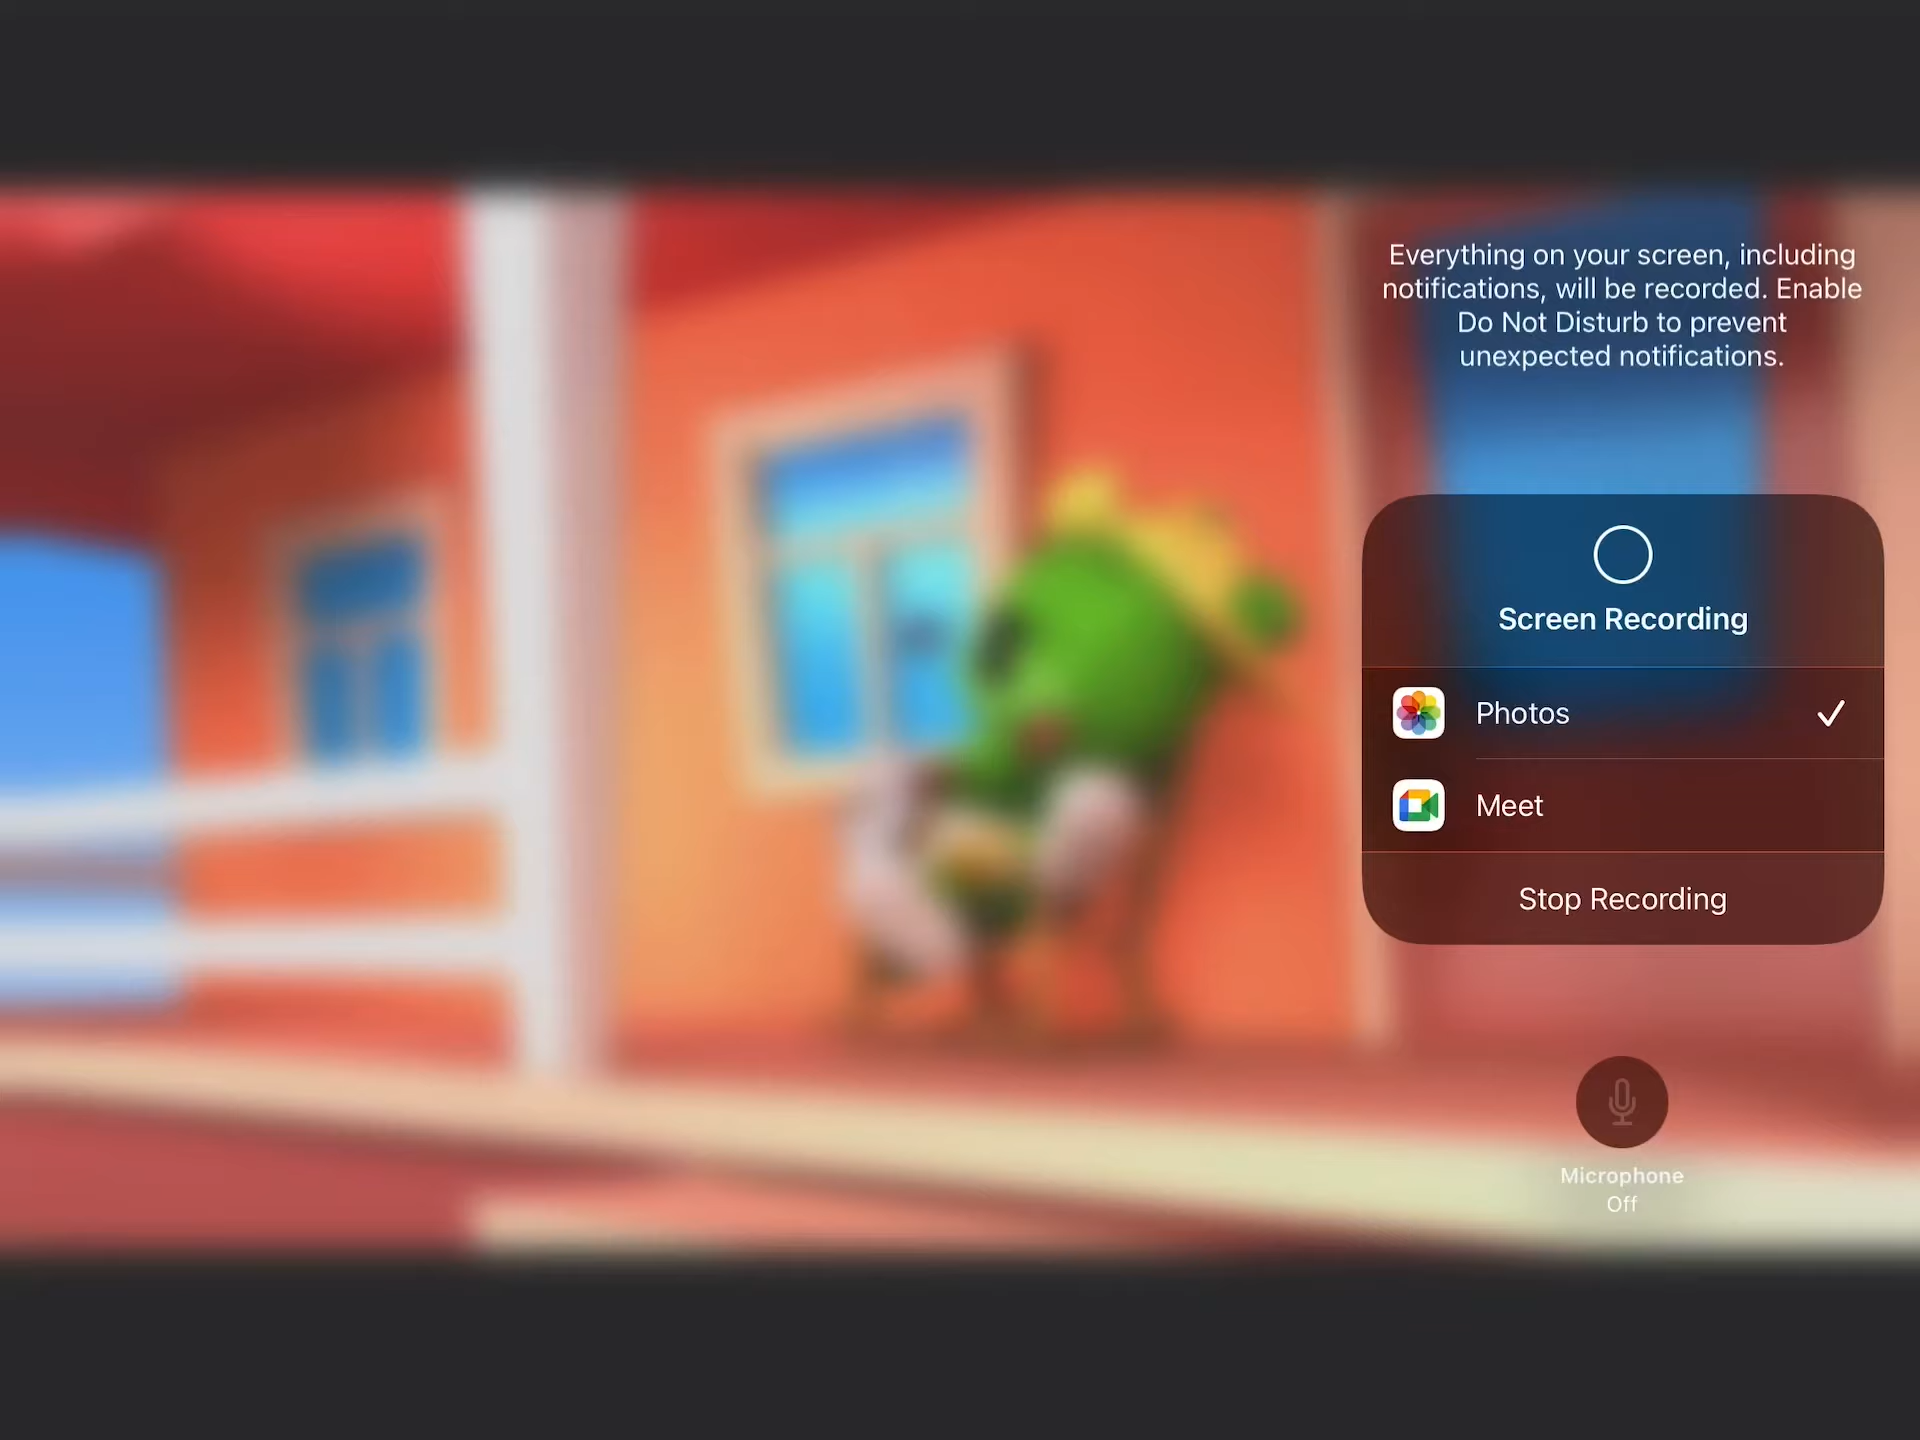 Everything on your screen, including
notifications, will be recorded. Enable
Do Not Disturb to prevent
unexpected notifications.
Screen Recording
Photos
Meet
Stop Recording
Microphone
Off